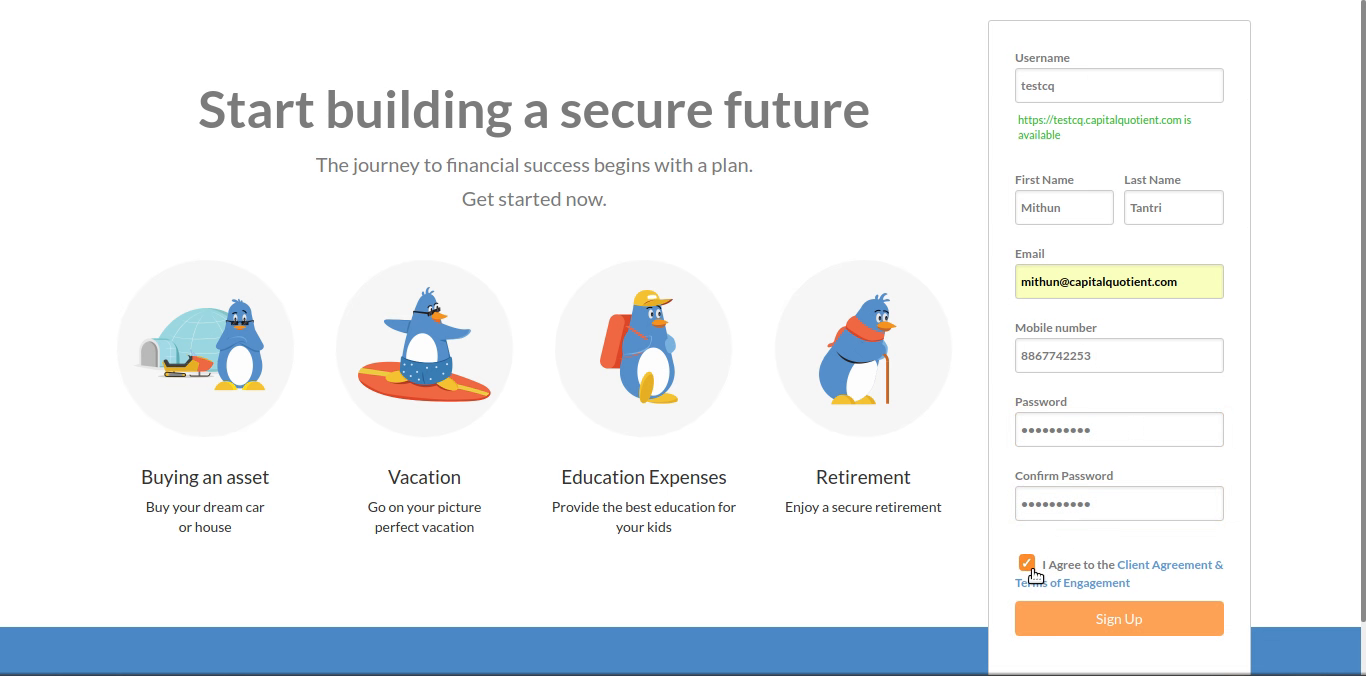 Start building a secure future
The journey to financial success begins with a plan.
Get started now.
Buying an asset
Buy your dream car
or house
Vacation
Go on your picture
perfect vacation
Education Expenses
Provide the best education for
your kids
Retirement
Enjoy a secure retirement
Username
testcq
https://testcq.capitalquotient.com is
available
First Name
Last Name
Mithun
Tantri
Email
mithun@capitalquotient.com
Mobile number
8867742253
Password
••••••••••
Confirm Password
••••••••••
I Agree to the Client Agreement &
Terms of Engagement
Sign Up